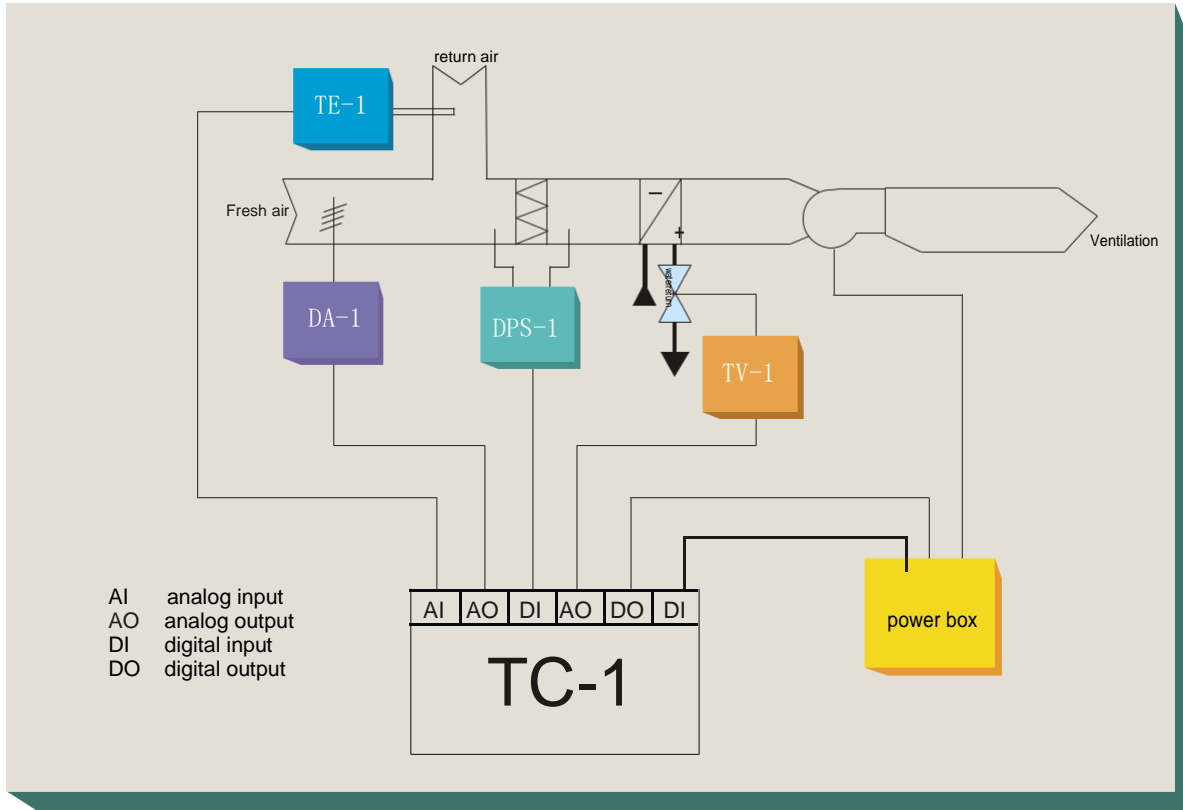 return air
TE-1
Fresh air
Ventilation
DA-1
DPS-1
TV-1
AI analog input
AO analog output
DI digital input
DO digital output
AI AO DI AO DO DI
TC-1
power box